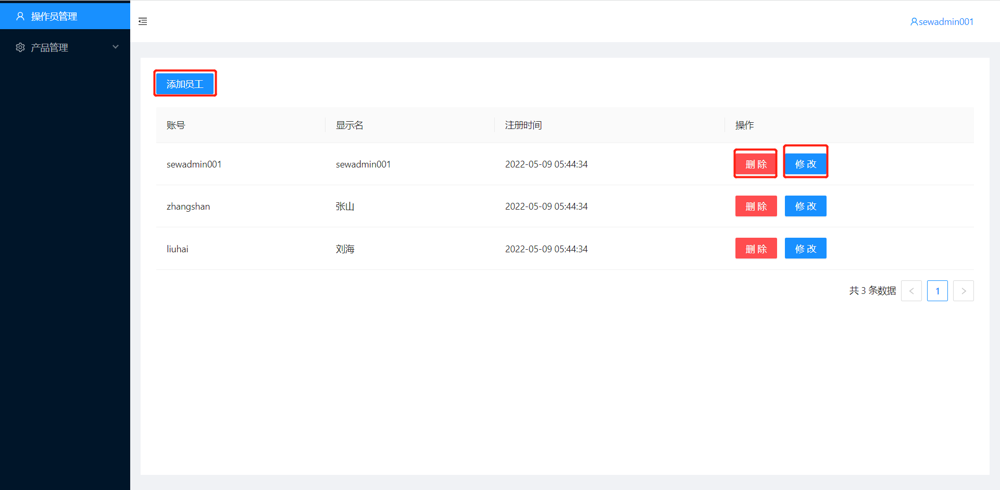 操作员管理
产品管理
sewadmin001
添加员工
账号 显示名 注册时间 操作
sewadmin001 sewadmin001 2022-05-09 05:44:34 删除 修改
zhangshan 张山 2022-05-09 05:44:34 删除 修改
liuhai 刘海 2022-05-09 05:44:34 删除 修改
共 3 条数据 < 1 >